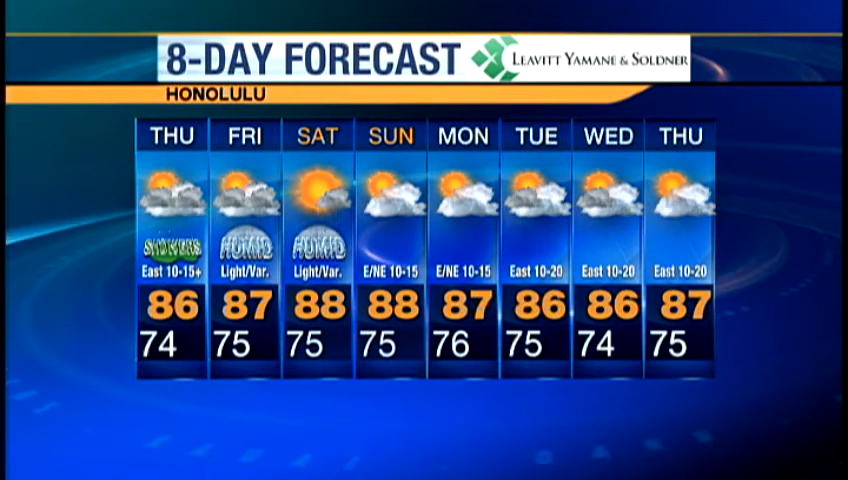 8-DAY FORECAST
LEAVITT YAMANE & SOLDNER
HONOLULU
THU FRI SAT SUN MON TUE WED THU
SHOWERS HUMID HUMID
East 10-15+ Light/Var. Light/Var. E/NE 10-15 E/NE 10-15 East 10-20 East 10-20 East 10-20
86 87 88 88 87 86 86 87
74 75 75 75 76 75 74 75